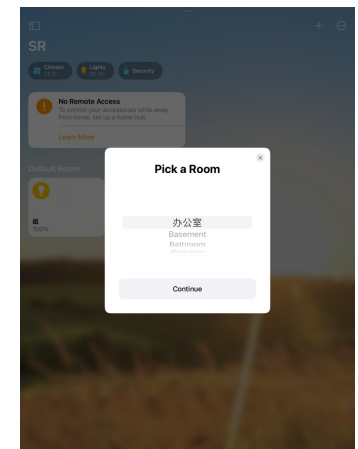 SR
Climate
Lights
Security
No Remote Access
To control your
accessories while away
from home, set up a home hub.
Learn More
Default Room
Pick a Room
办公室
Basement
Bathroom
Continue
组
100%